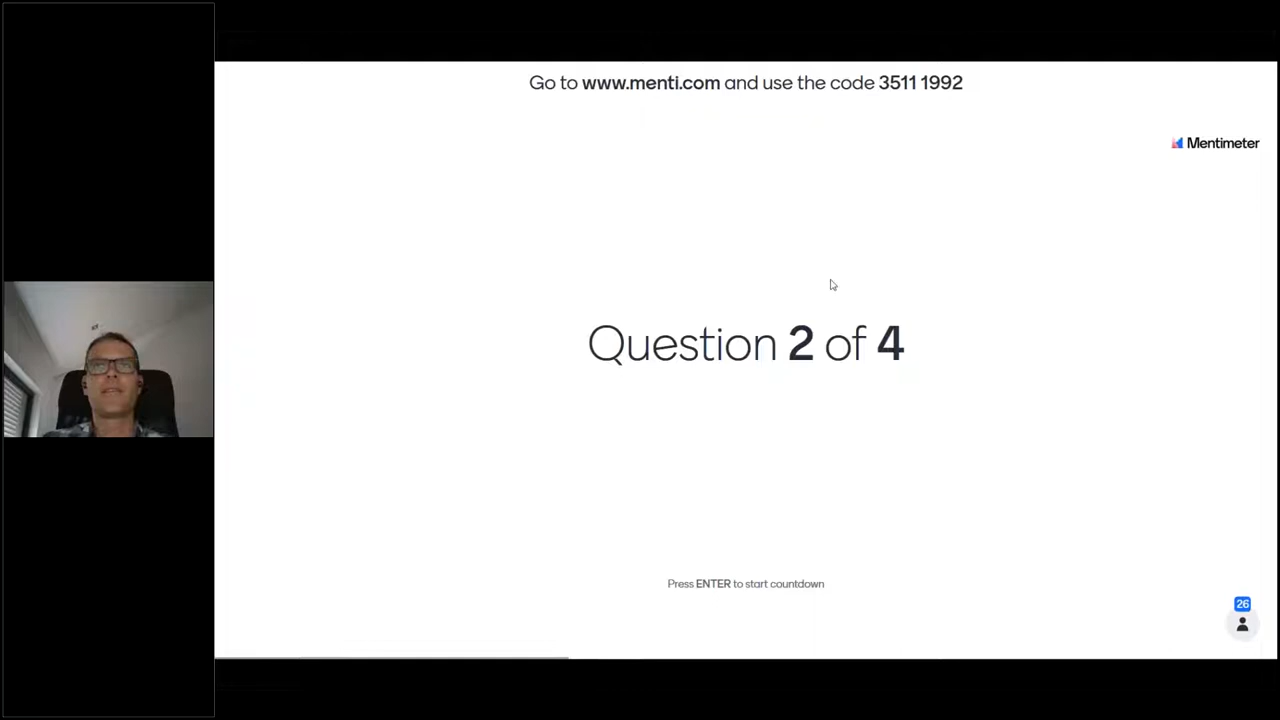 Go to www.menti.com and use the code 3511 1992
Mentimeter
Question 2 of 4
Press ENTER to start countdown
26